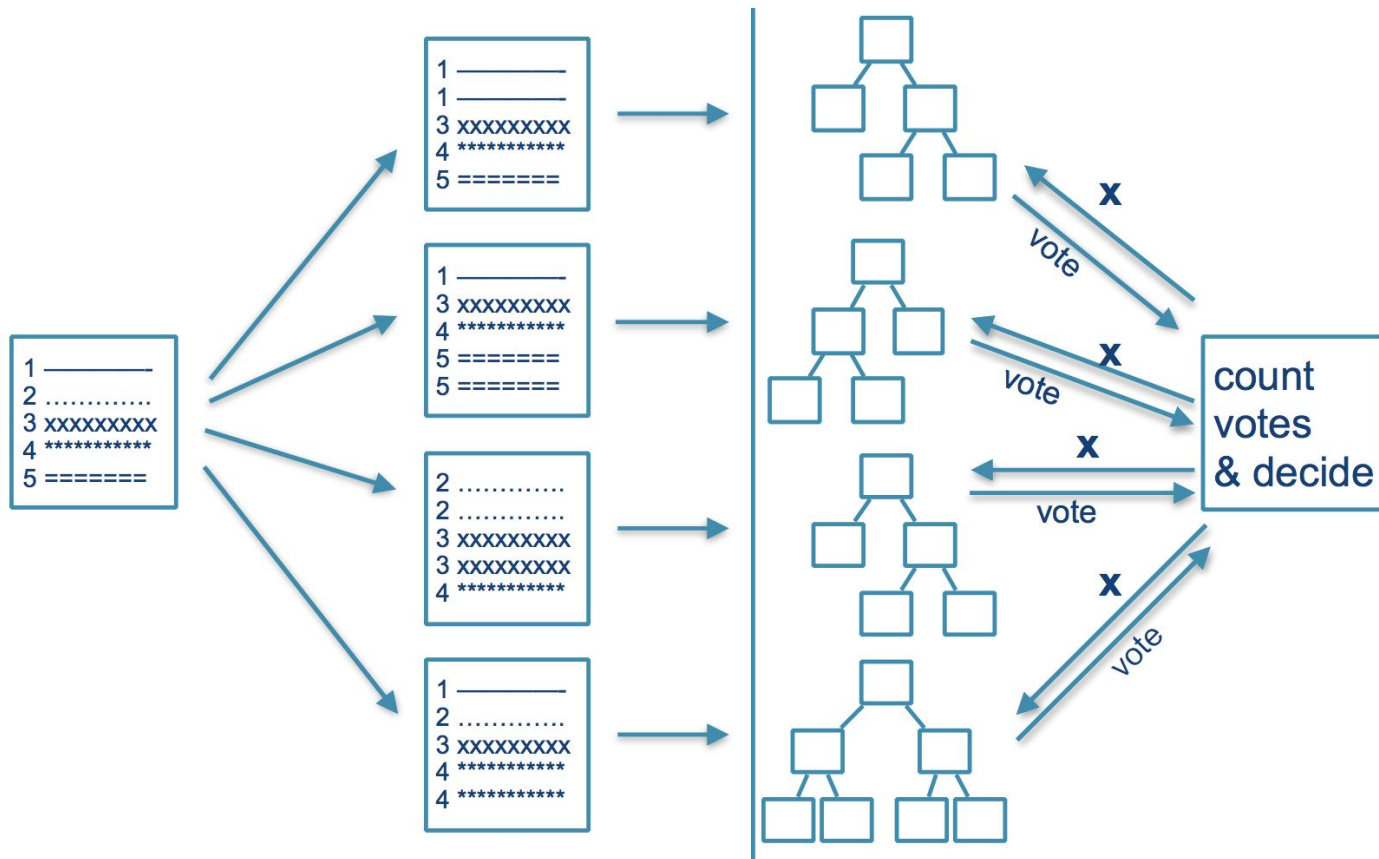 1 —————-
2 .............
3 xxxxxxxxx
4 ***********
5 =======
1 —————-
1 —————-
3 xxxxxxxxx
4 ***********
5 =======
1 —————-
3 xxxxxxxxx
4 ***********
5 =======
5 =======
2 .............
2 .............
3 xxxxxxxxx
3 xxxxxxxxx
4 ***********
1 —————-
2 .............
3 xxxxxxxxx
4 ***********
4 ***********
x
vote
x
vote
x
vote
x
vote
count
votes
& decide